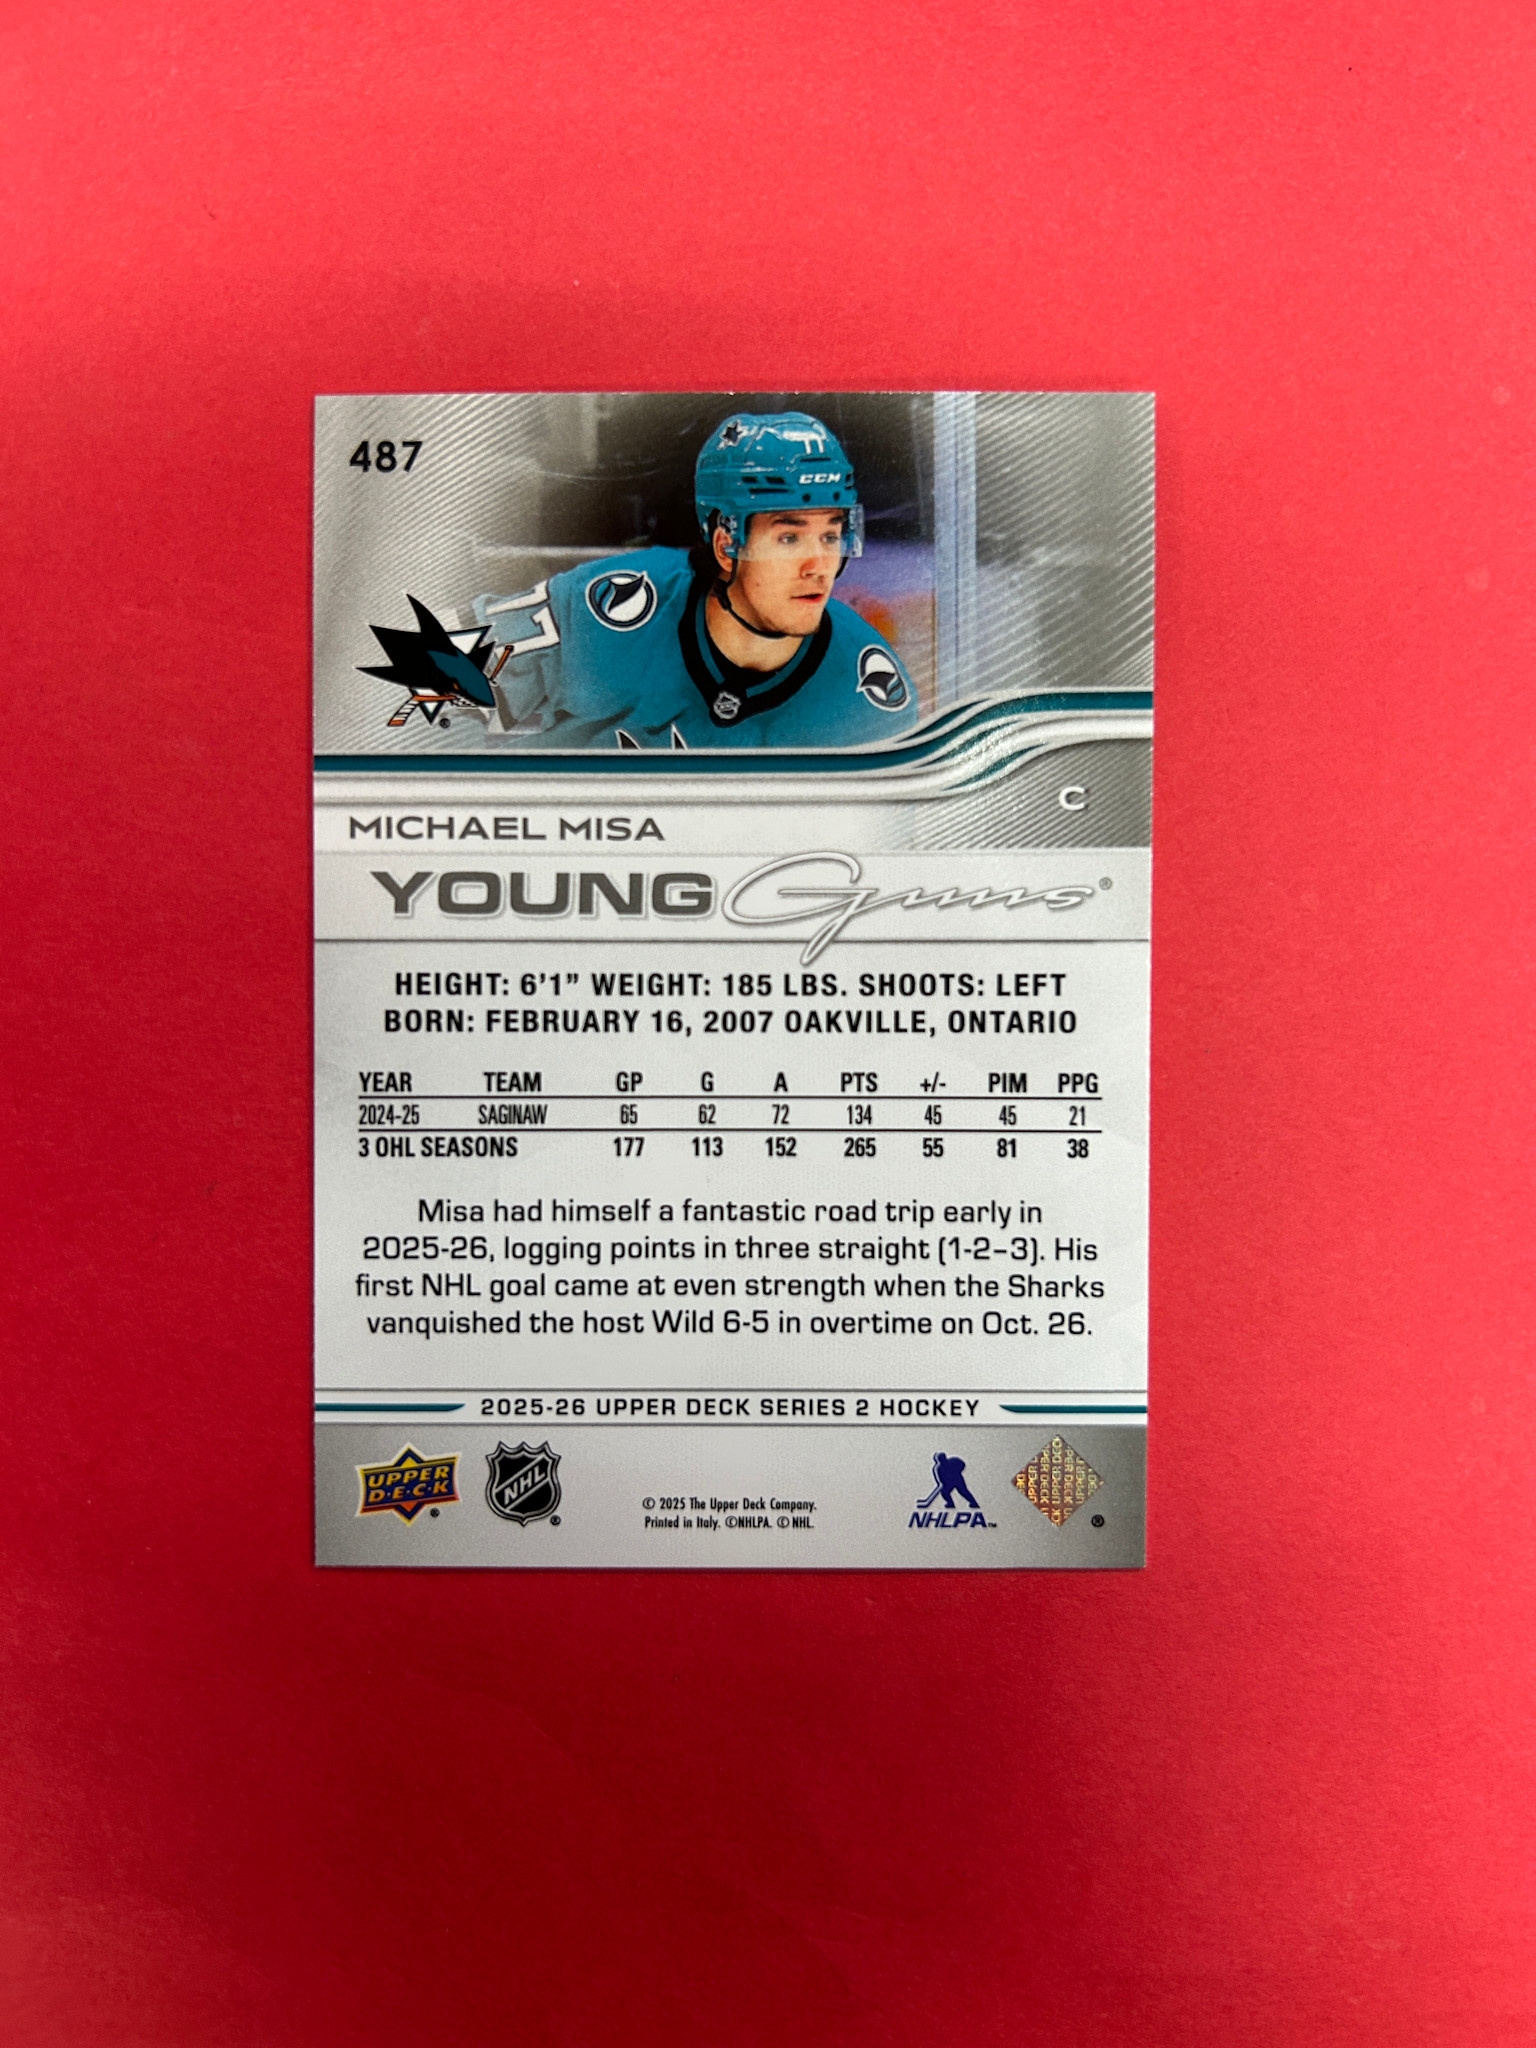 487
CCM
77
MICHAEL MISA
C
YOUNG Guns®
HEIGHT: 6'1” WEIGHT: 185 LBS. SHOOTS: LEFT
BORN: FEBRUARY 16, 2007 OAKVILLE, ONTARIO
YEAR TEAM GP G A PTS +/- PIM PPG
2024-25 SAGINAW 65 62 72 134 45 45 21
3 OHL SEASONS 177 113 152 265 55 81 38
Misa had himself a fantastic road trip early in
2025-26, logging points in three straight (1-2–3). His
first NHL goal came at even strength when the Sharks
vanquished the host Wild 6-5 in overtime on Oct. 26.
2025-26 UPPER DECK SERIES 2 HOCKEY
UPPER
D·E·C·K®
NHL®
© 2025 The Upper Deck Company.
Printed in Italy. ©NHLPA. © NHL.
NHLPA™
UPPER DECK
®